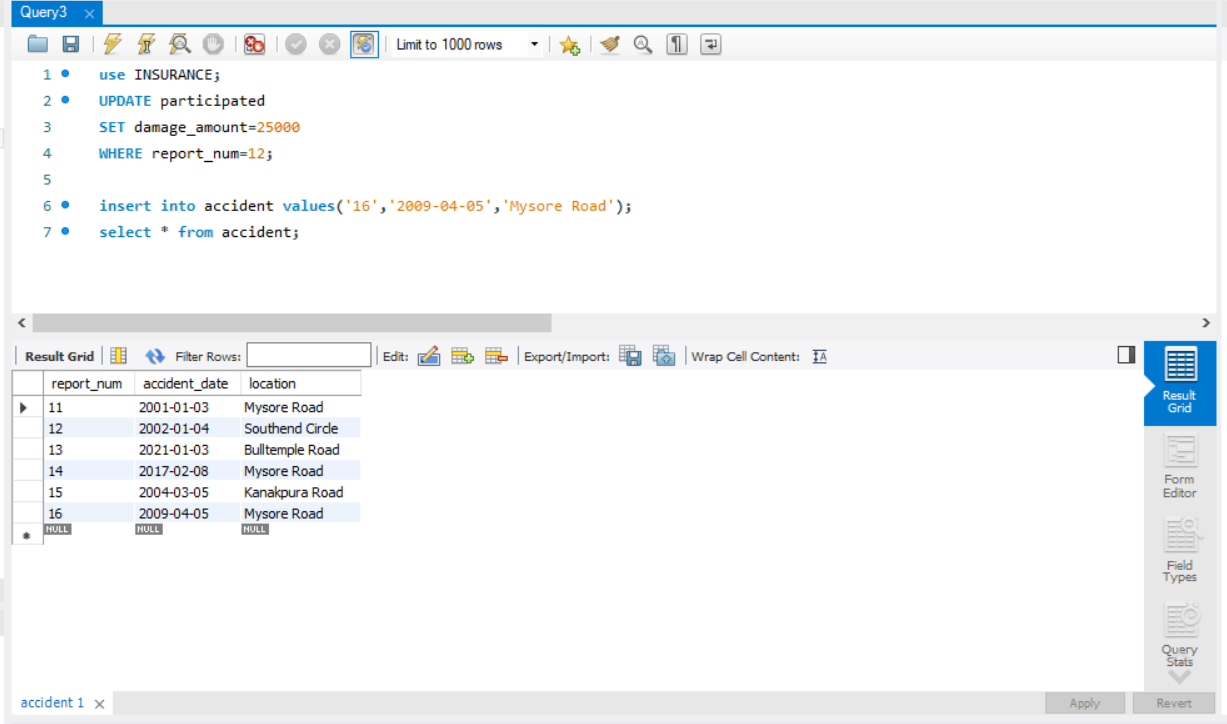 Query3
Limit to 1000 rows
1 use INSURANCE;
2 UPDATE participated
3 SET damage_amount=25000
4 WHERE report_num=12;
5
6 insert into accident values('16','2009-04-05','Mysore Road');
7 select * from accident;
Result Grid Filter Rows: Edit: Export/Import: Wrap Cell Content: IA
report_num accident_date location
11 2001-01-03 Mysore Road
12 2002-01-04 Southend Circle
13 2021-01-03 Bulltemple Road
14 2017-02-08 Mysore Road
15 2004-03-05 Kanakpura Road
16 2009-04-05 Mysore Road
NULL NULL NULL
Result
Grid
Form
Editor
Field
Types
Query
Stats
accident 1 Apply Revert